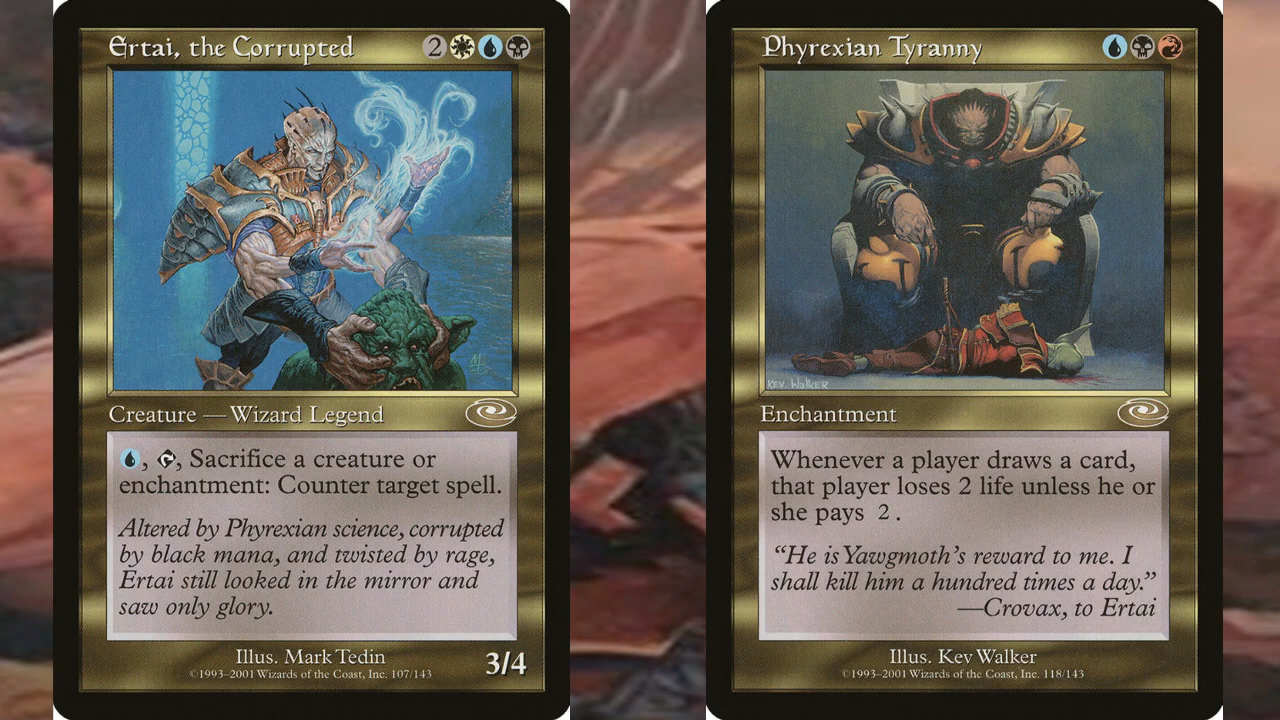 Ertai, the Corrupted 2
Creature — Wizard Legend
, , Sacrifice a creature or
enchantment: Counter target spell.
Altered by Phyrexian science, corrupted
by black mana, and twisted by rage,
Ertai still looked in the mirror and
saw only glory.
Illus. Mark Tedin
©1993–2001 Wizards of the Coast, Inc. 107/143
3/4
Phyrexian Tyranny
Kev. Walker
Enchantment
Whenever a player draws a card,
that player loses 2 life unless he or
she pays 2.
“He is Yawgmoth’s reward to me. I
shall kill him a hundred times a day.”
—Crovax, to Ertai
Illus. Kev Walker
©1993–2001 Wizards of the Coast, Inc. 118/143